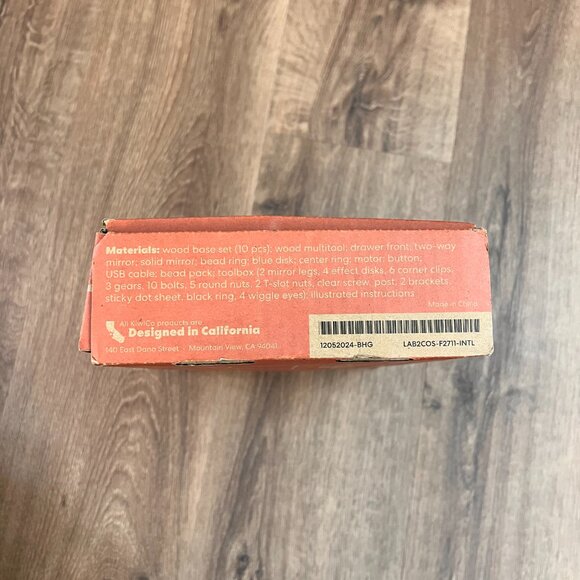 Materials: wood base set (10 pcs); wood multitool; drawer front; two-way
mirror; solid mirror; bead ring; blue disk; center ring; motor; button;
USB cable; bead pack; toolbox (2 mirror legs, 4 effect disks, 6 corner clips,
3 gears, 10 bolts, 5 round nuts, 2 T-slot nuts, clear screw, post, 2 brackets,
sticky dot sheet, black ring, 4 wiggle eyes); illustrated instructions
Made in China
All KiwiCo products are
Designed in California
140 East Dana Street · Mountain View, CA 94041
12052024-BHG LAB2COS-F2711-INTL